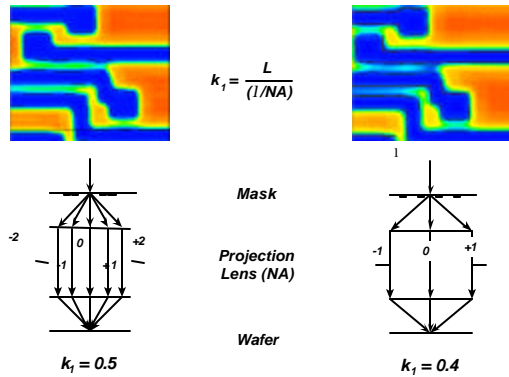 k1 = L
(1/NA)
1
Mask
-2
0
+2
-1
+1
-1
0
+1
Projection
Lens (NA)
Wafer
k1 = 0.5
k1 = 0.4